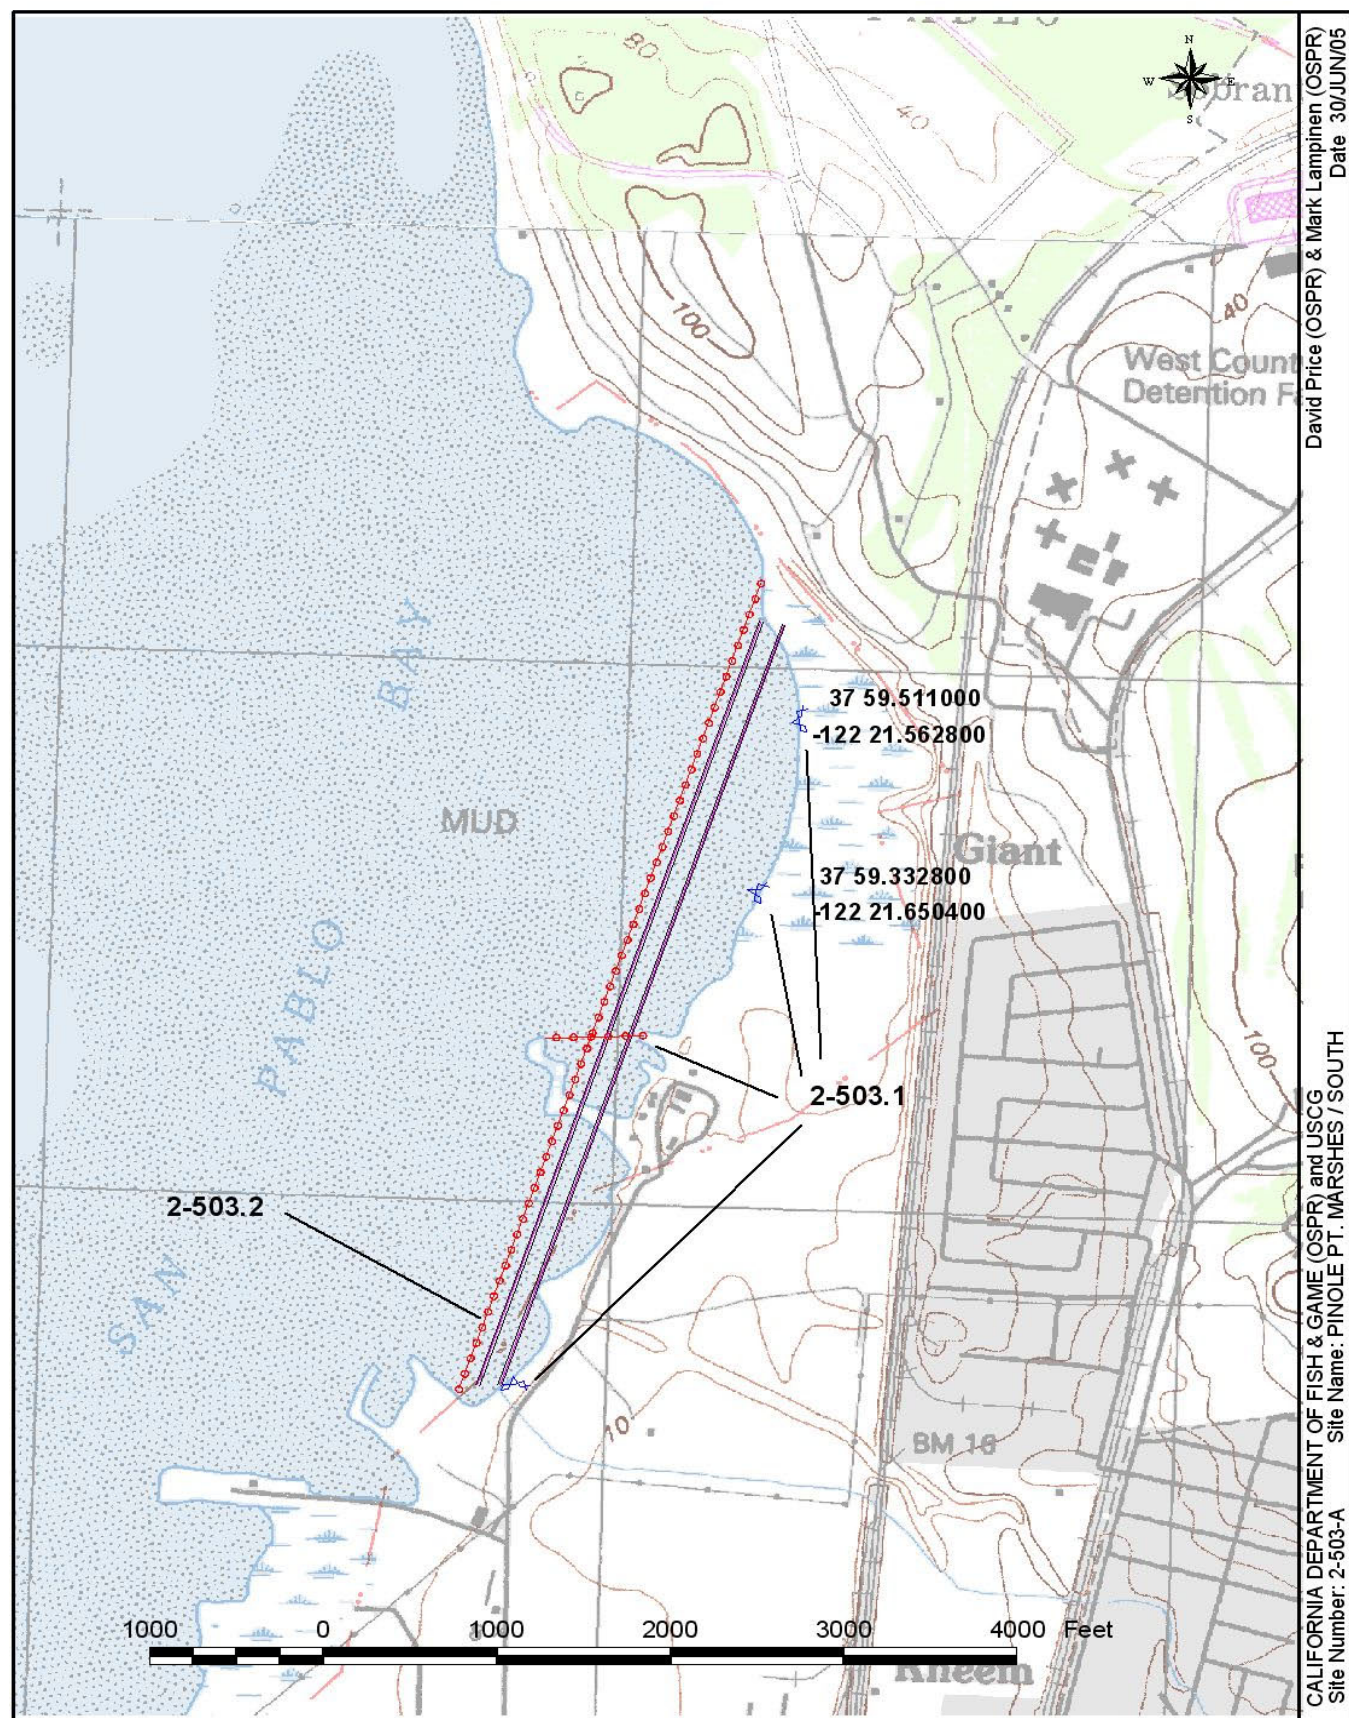 PABLO
80
N
W
E
S
Sobran
40
100
40
West Count
Detention Fa
BAY
37 59.511000
-122 21.562800
MUD
Giant
37 59.332800
-122 21.650400
PABLO
100
2-503.1
2-503.2
SAN
10
BM 16
1000 0 1000 2000 3000 4000 Feet
Rheem
David Price (OSPR) & Mark Lampinen (OSPR)
Date 30/JUN/05
CALIFORNIA DEPARTMENT OF FISH & GAME (OSPR) and USCG
Site Number: 2-503-A Site Name: PINOLE PT. MARSHES / SOUTH